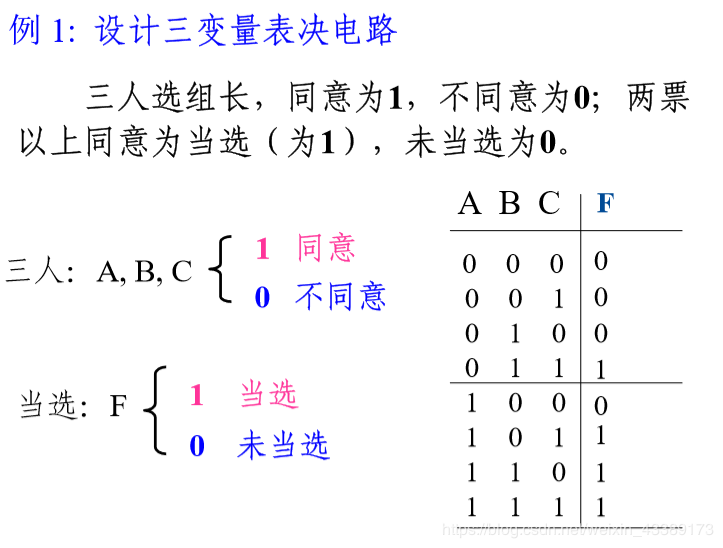 例 1: 设计三变量表决电路
三人选组长，同意为1，不同意为0；两票
以上同意为当选（为1），未当选为0。
三人：A, B, C
1 同意
0 不同意
当选：F
1 当选
0 未当选
A B C F
0 0 0 0
0 0 1 0
0 1 0 0
0 1 1 1
1 0 0 0
1 0 1 1
1 1 0 1
1 1 1 1
https://blog.csdn.net/weixin_43389173